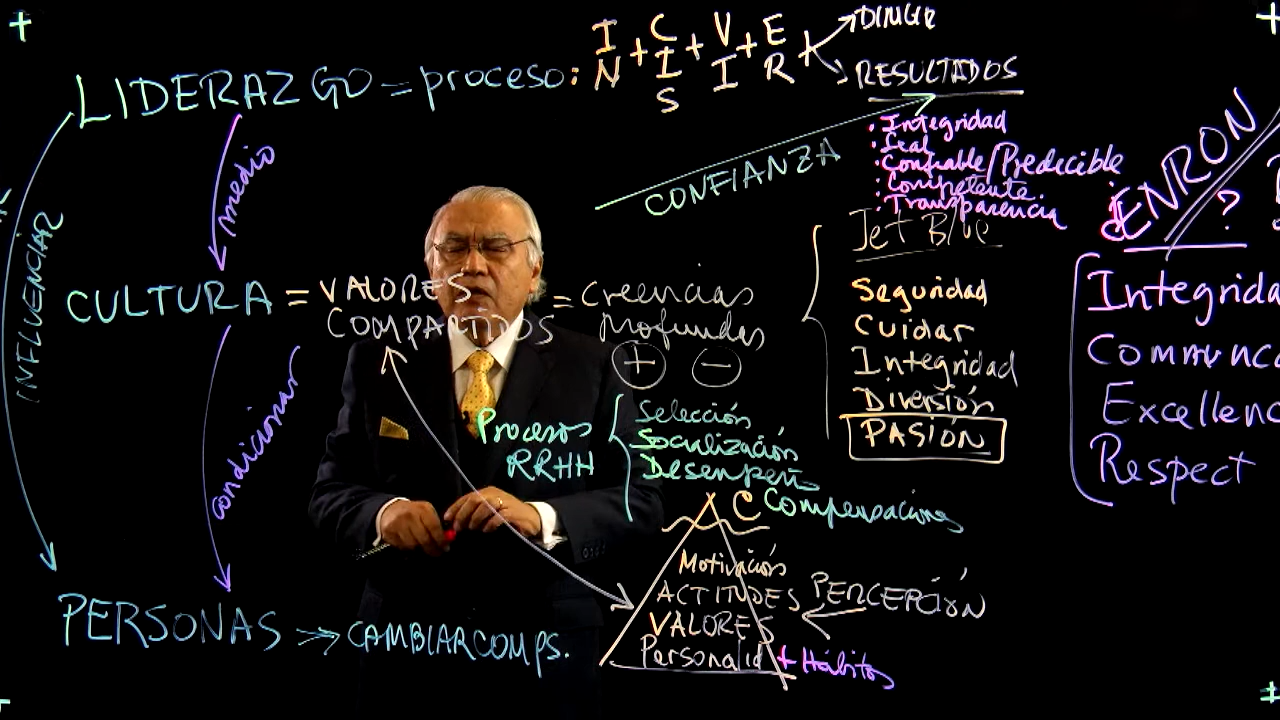 I + C + V + E + DIRIGIR
N I I R
S
LIDERAZGO = proceso:
RESULTADOS
• Integridad
• Leal
• Confiable/Predecible
• Competente
• Transparencia
CONFIANZA
medio
INFLUENCIAR
¿ENRON
?
Jet Blue
CULTURA = VALORES
COMPARTIDOS
= Creencias
profundas
+ −
Seguridad
Cuidar
Integridad
Diversión
PASIÓN
Integrida
Communc
Excellenc
Respect
condicionar
Procesos
RRHH
Selección
Socialización
Desempeño
Compensaciones
C
Motivación
ACTITUDES
PERCEPCIÓN
VALORES
Personalid + Hábitos
PERSONAS ⇒ CAMBIAR COMPS.